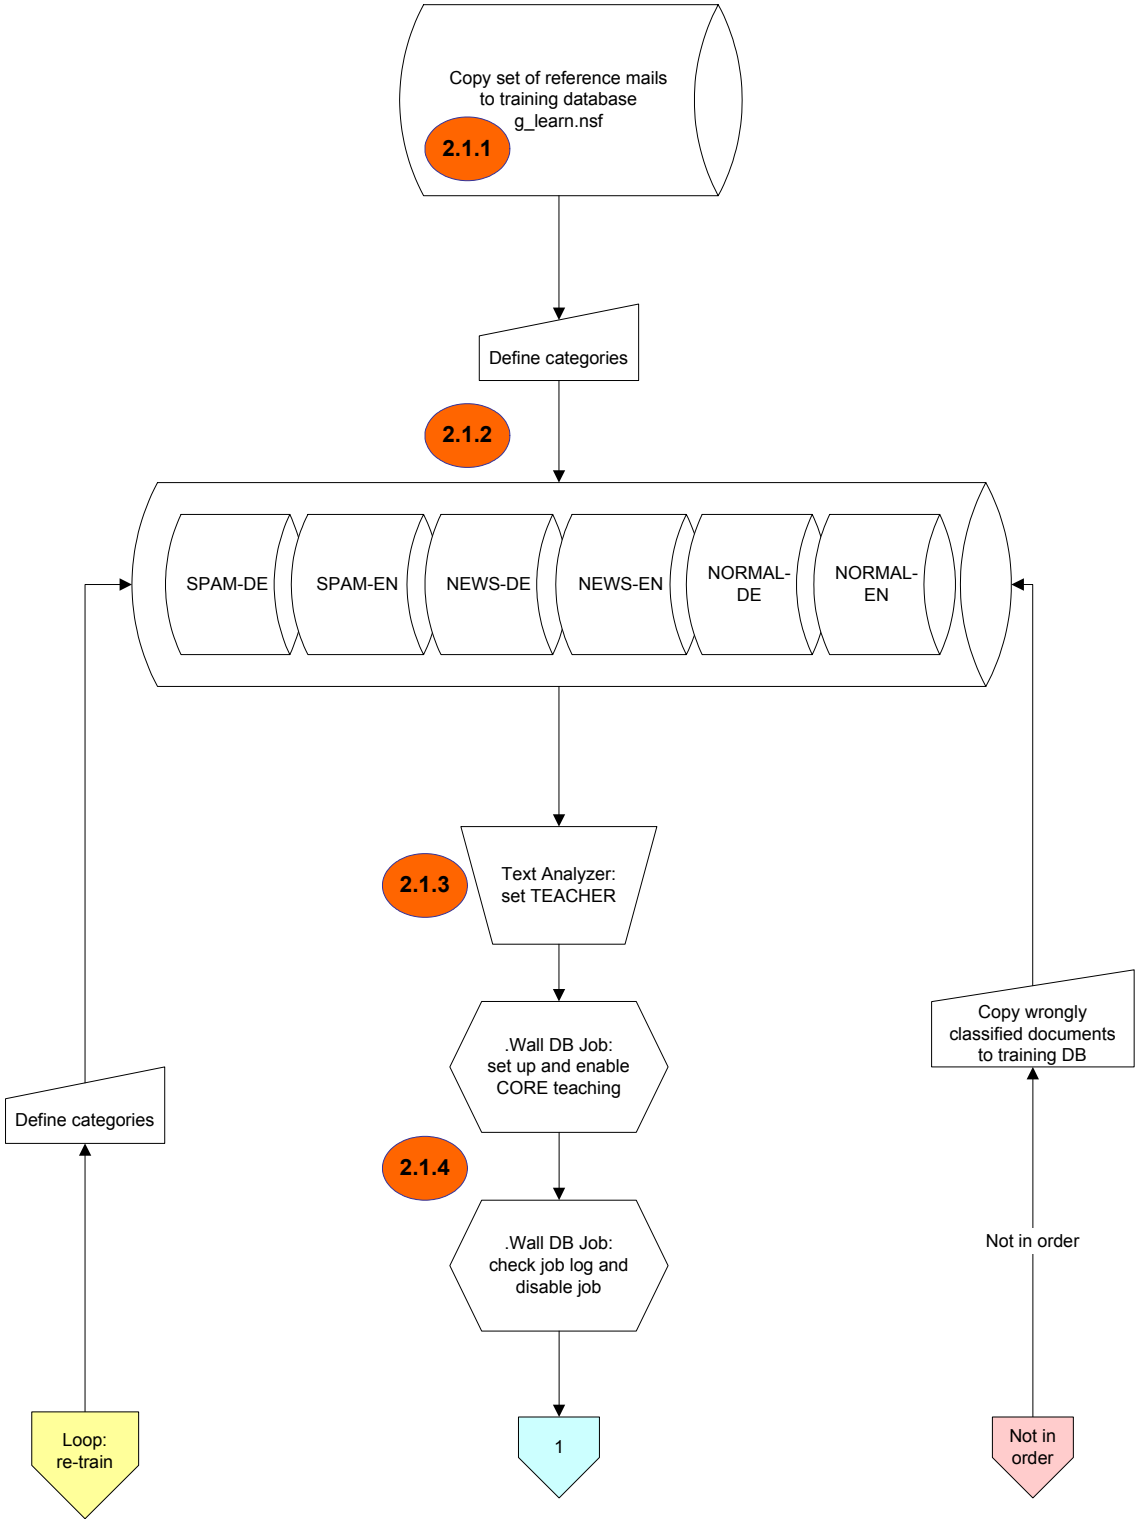 Copy set of reference mails
to training database
g_learn.nsf
2.1.1
Define categories
2.1.2
SPAM-DE
SPAM-EN
NEWS-DE
NEWS-EN
NORMAL-
DE
NORMAL-
EN
2.1.3
Text Analyzer:
set TEACHER
.Wall DB Job:
set up and enable
CORE teaching
Copy wrongly
classified documents
to training DB
Define categories
2.1.4
.Wall DB Job:
check job log and
disable job
Not in order
Loop:
re-train
1
Not in
order